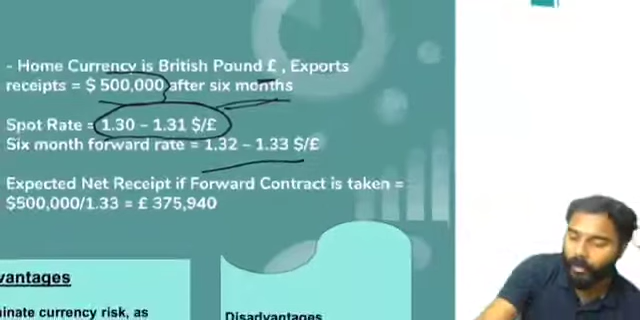 - Home Currency is British Pound £ , Exports
receipts = $ 500,000 after six months
Spot Rate = 1.30 – 1.31 $/£
Six month forward rate = 1.32 – 1.33 $/£
Expected Net Receipt if Forward Contract is taken =
$500,000/1.33 = £ 375,940
vantages
ninate currency risk, as
Disadvantages